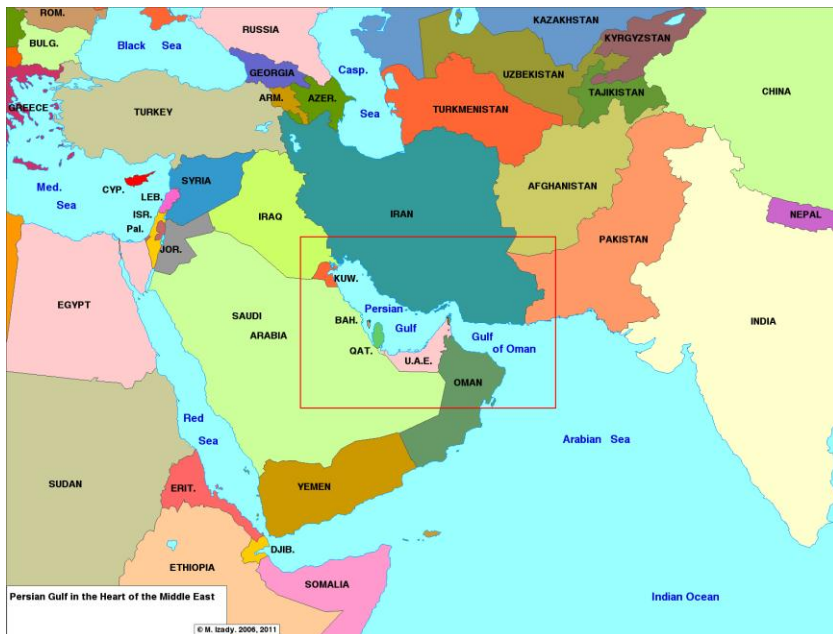 ROM.
RUSSIA
KAZAKHSTAN
BULG.
Black Sea
KYRGYZSTAN
GEORGIA
Casp.
Sea
UZBEKISTAN
GREECE
TURKEY
ARM.
AZER.
TURKMENISTAN
TAJIKISTAN
CHINA
Med.
Sea
CYP.
SYRIA
LEB.
ISR.
Pal.
JOR.
IRAQ
IRAN
AFGHANISTAN
PAKISTAN
NEPAL
KUW.
EGYPT
SAUDI
ARABIA
BAH.
Persian
Gulf
QAT.
U.A.E.
Gulf
of Oman
OMAN
INDIA
Red
Sea
Arabian Sea
SUDAN
ERIT.
YEMEN
DJIB.
ETHIOPIA
SOMALIA
Indian Ocean
Persian Gulf in the Heart of the Middle East
© M. Izady. 2006, 2011